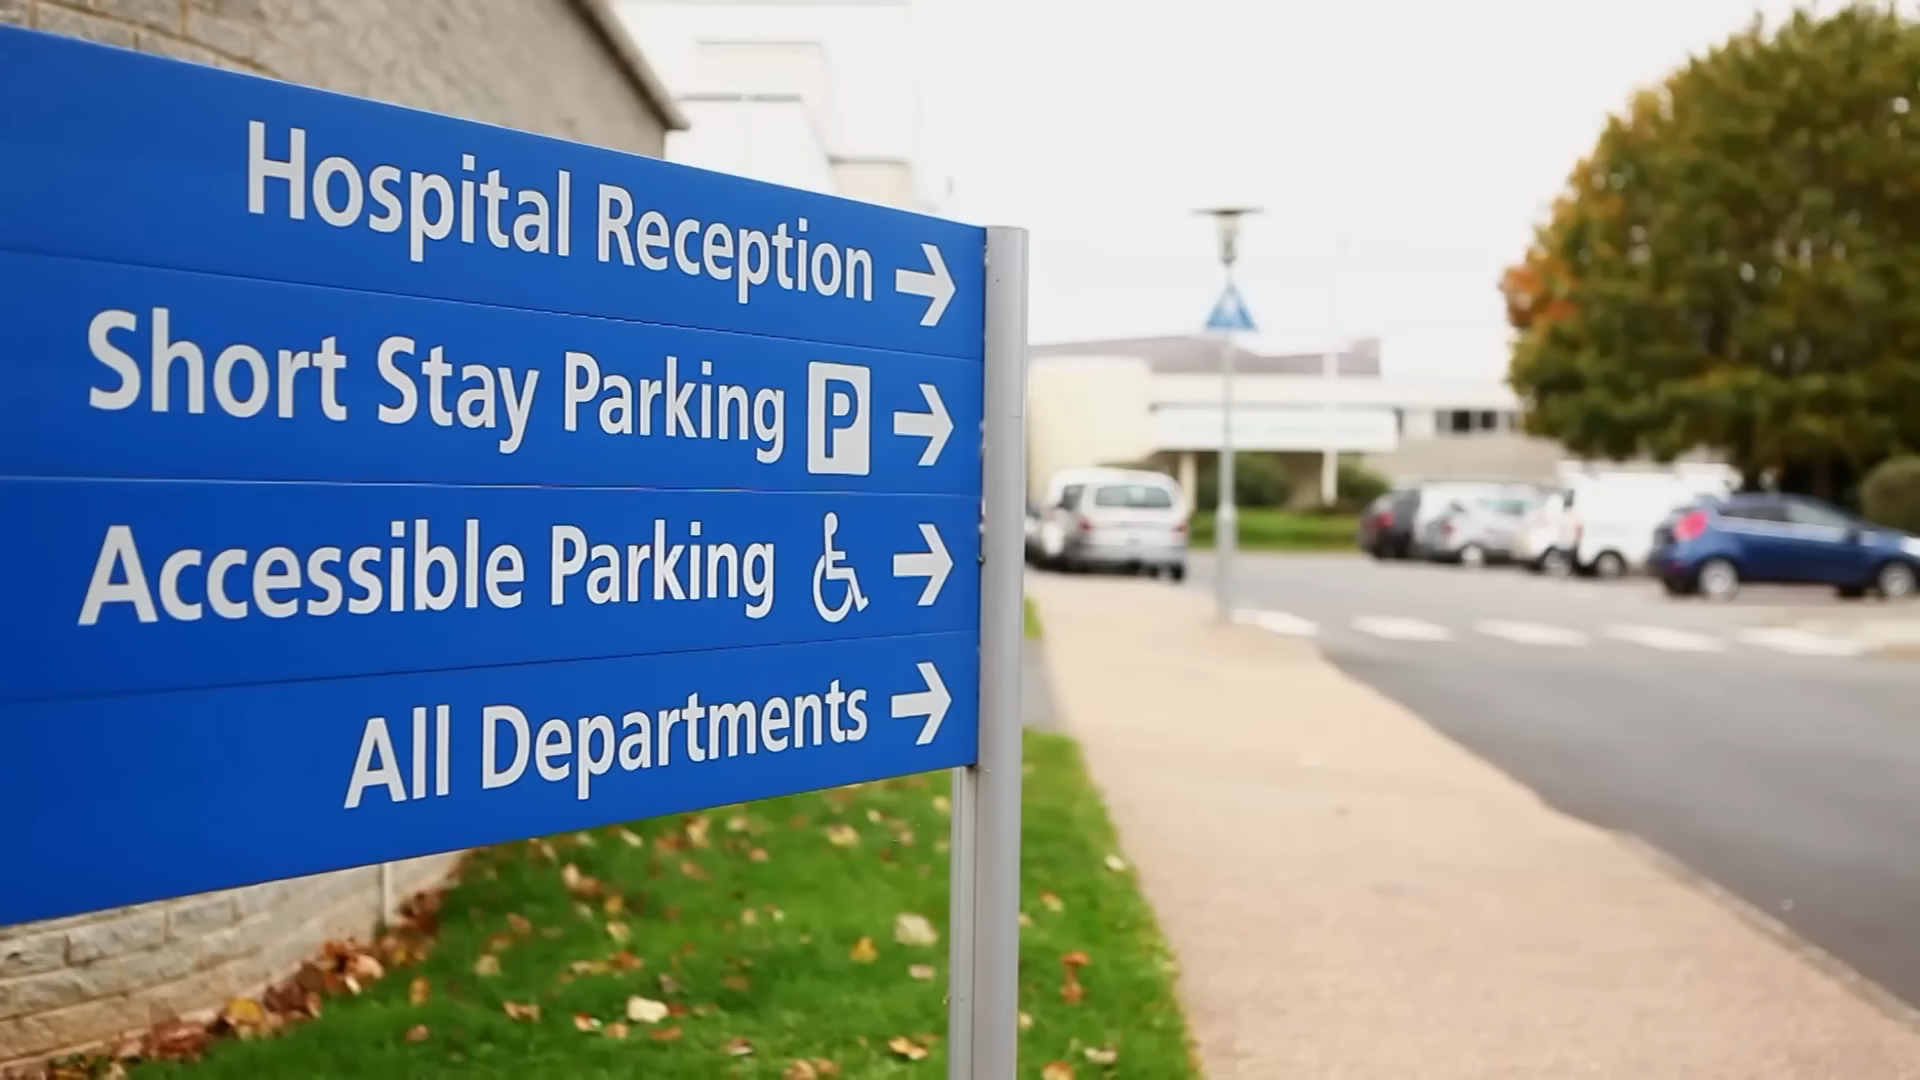 Hospital Reception →
Short Stay Parking P →
Accessible Parking →
All Departments →